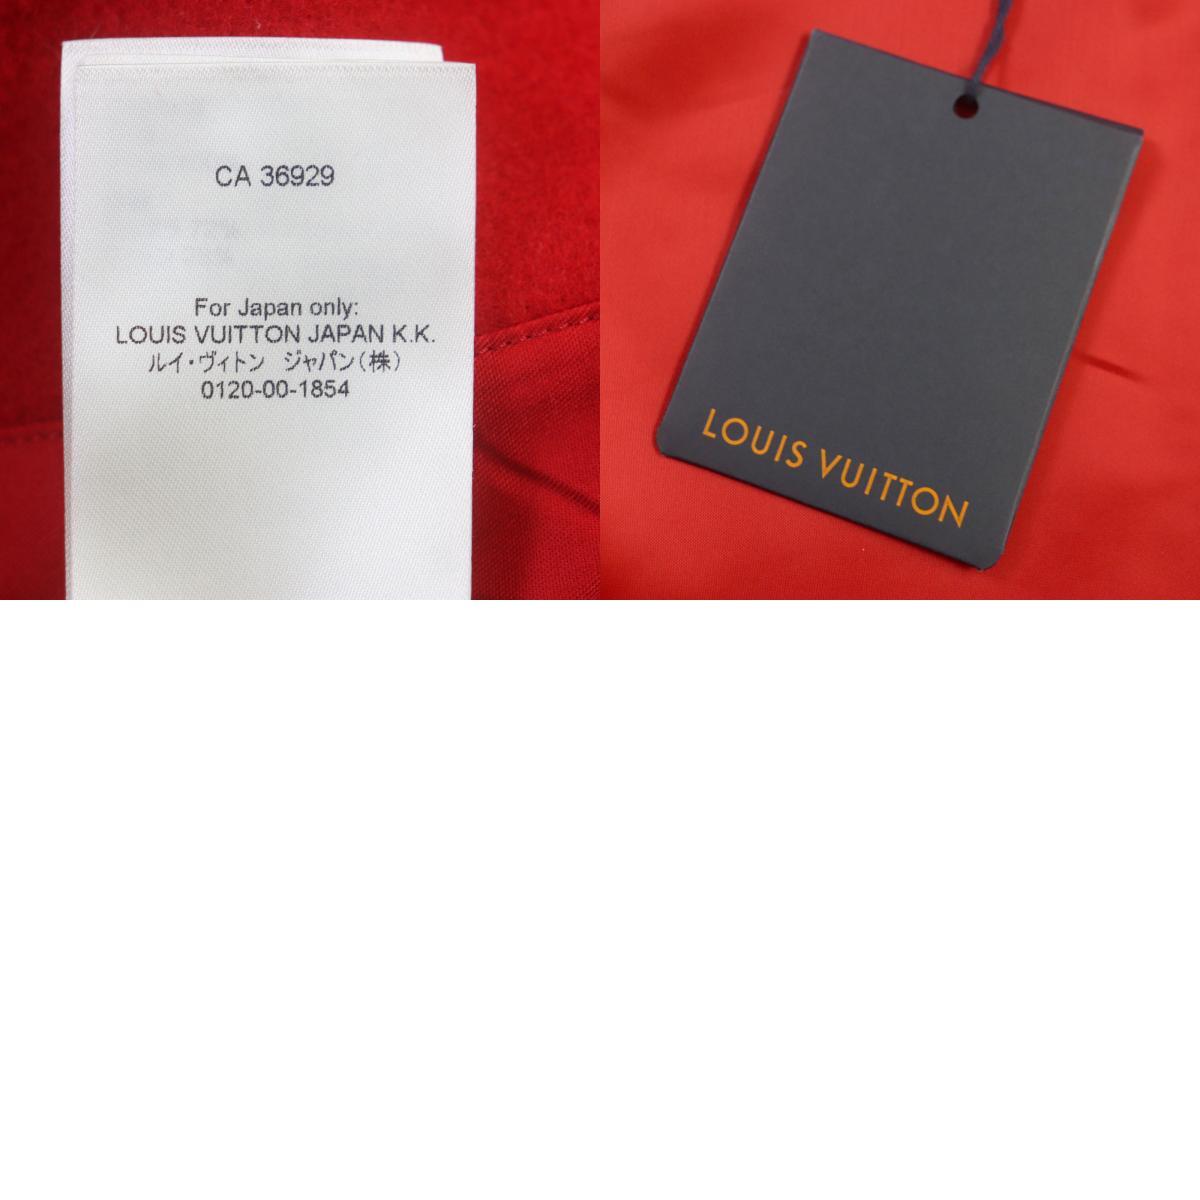 CA 36929
For Japan only:
LOUIS VUITTON JAPAN K.K.
ルイ・ヴィトン ジャパン(株)
0120-00-1854
LOUIS VUITTON